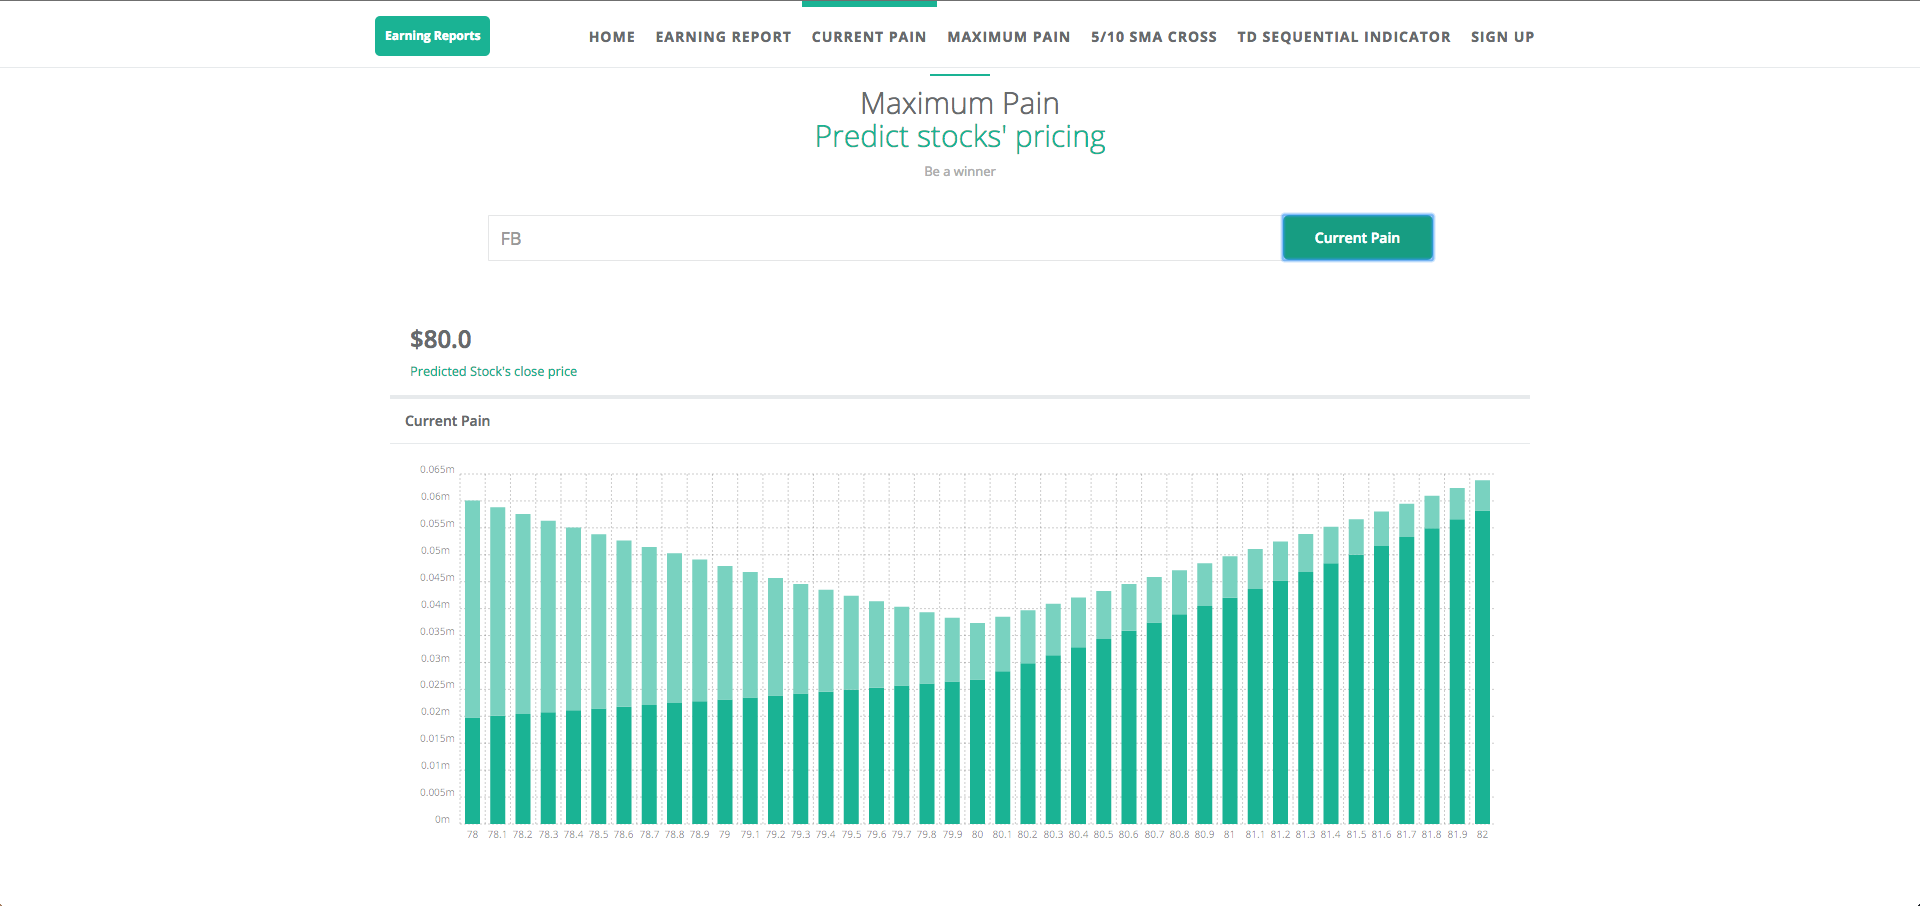 Earning Reports
HOME EARNING REPORT CURRENT PAIN MAXIMUM PAIN 5/10 SMA CROSS TD SEQUENTIAL INDICATOR SIGN UP
Maximum Pain
Predict stocks' pricing
Be a winner
FB
Current Pain
$80.0
Predicted Stock's close price
Current Pain
0.065m
0.06m
0.055m
0.05m
0.045m
0.04m
0.035m
0.03m
0.025m
0.02m
0.015m
0.01m
0.005m
0m
78 78.1 78.2 78.3 78.4 78.5 78.6 78.7 78.8 78.9 79 79.1 79.2 79.3 79.4 79.5 79.6 79.7 79.8 79.9 80 80.1 80.2 80.3 80.4 80.5 80.6 80.7 80.8 80.9 81 81.1 81.2 81.3 81.4 81.5 81.6 81.7 81.8 81.9 82